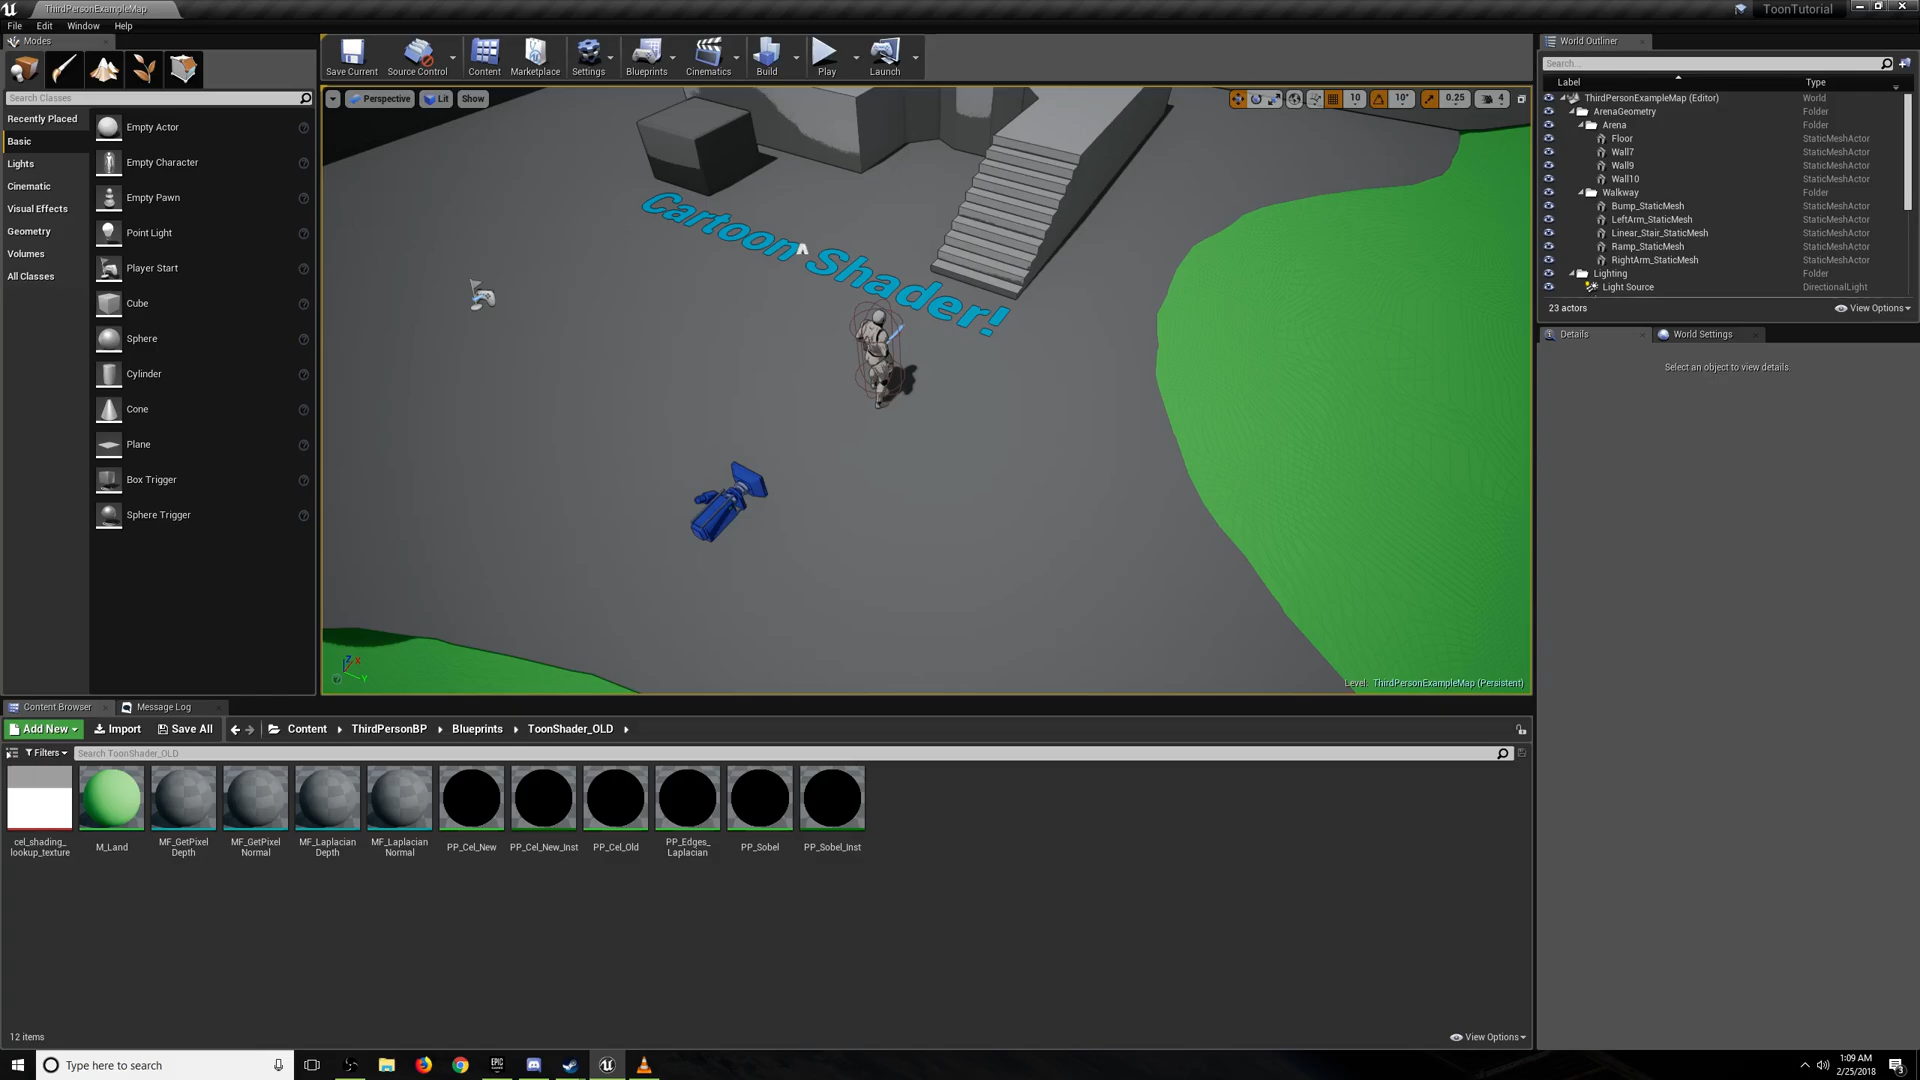 ThirdPersonExampleMap
ToonTutorial
File Edit Window Help
Modes
Search Classes
Recently Placed
Basic
Lights
Cinematic
Visual Effects
Geometry
Volumes
All Classes
Empty Actor
Empty Character
Empty Pawn
Point Light
Player Start
Cube
Sphere
Cylinder
Cone
Plane
Box Trigger
Sphere Trigger
Save Current Source Control Content Marketplace Settings Blueprints Cinematics Build Play Launch
Perspective Lit Show
10 10° 0.25 4
Cartoon Shader!
Z X
Y
Level: ThirdPersonExampleMap (Persistent)
World Outliner
Search...
Label Type
ThirdPersonExampleMap (Editor) World
ArenaGeometry Folder
Arena Folder
Floor StaticMeshActor
Wall7 StaticMeshActor
Wall9 StaticMeshActor
Wall10 StaticMeshActor
Walkway Folder
Bump_StaticMesh StaticMeshActor
LeftArm_StaticMesh StaticMeshActor
Linear_Stair_StaticMesh StaticMeshActor
Ramp_StaticMesh StaticMeshActor
RightArm_StaticMesh StaticMeshActor
Lighting Folder
Light Source DirectionalLight
23 actors View Options
Details World Settings
Select an object to view details.
Content Browser Message Log
Add New Import Save All Content ThirdPersonBP Blueprints ToonShader_OLD
Filters Search ToonShader_OLD
cel_shading_
lookup_texture
M_Land
MF_GetPixel
Depth
MF_GetPixel
Normal
MF_Laplacian
Depth
MF_Laplacian
Normal
PP_Cel_New
PP_Cel_New_Inst
PP_Cel_Old
PP_Edges_
Laplacian
PP_Sobel
PP_Sobel_Inst
12 items View Options
Type here to search
EPIC
GAMES
1:09 AM
2/25/2018
3